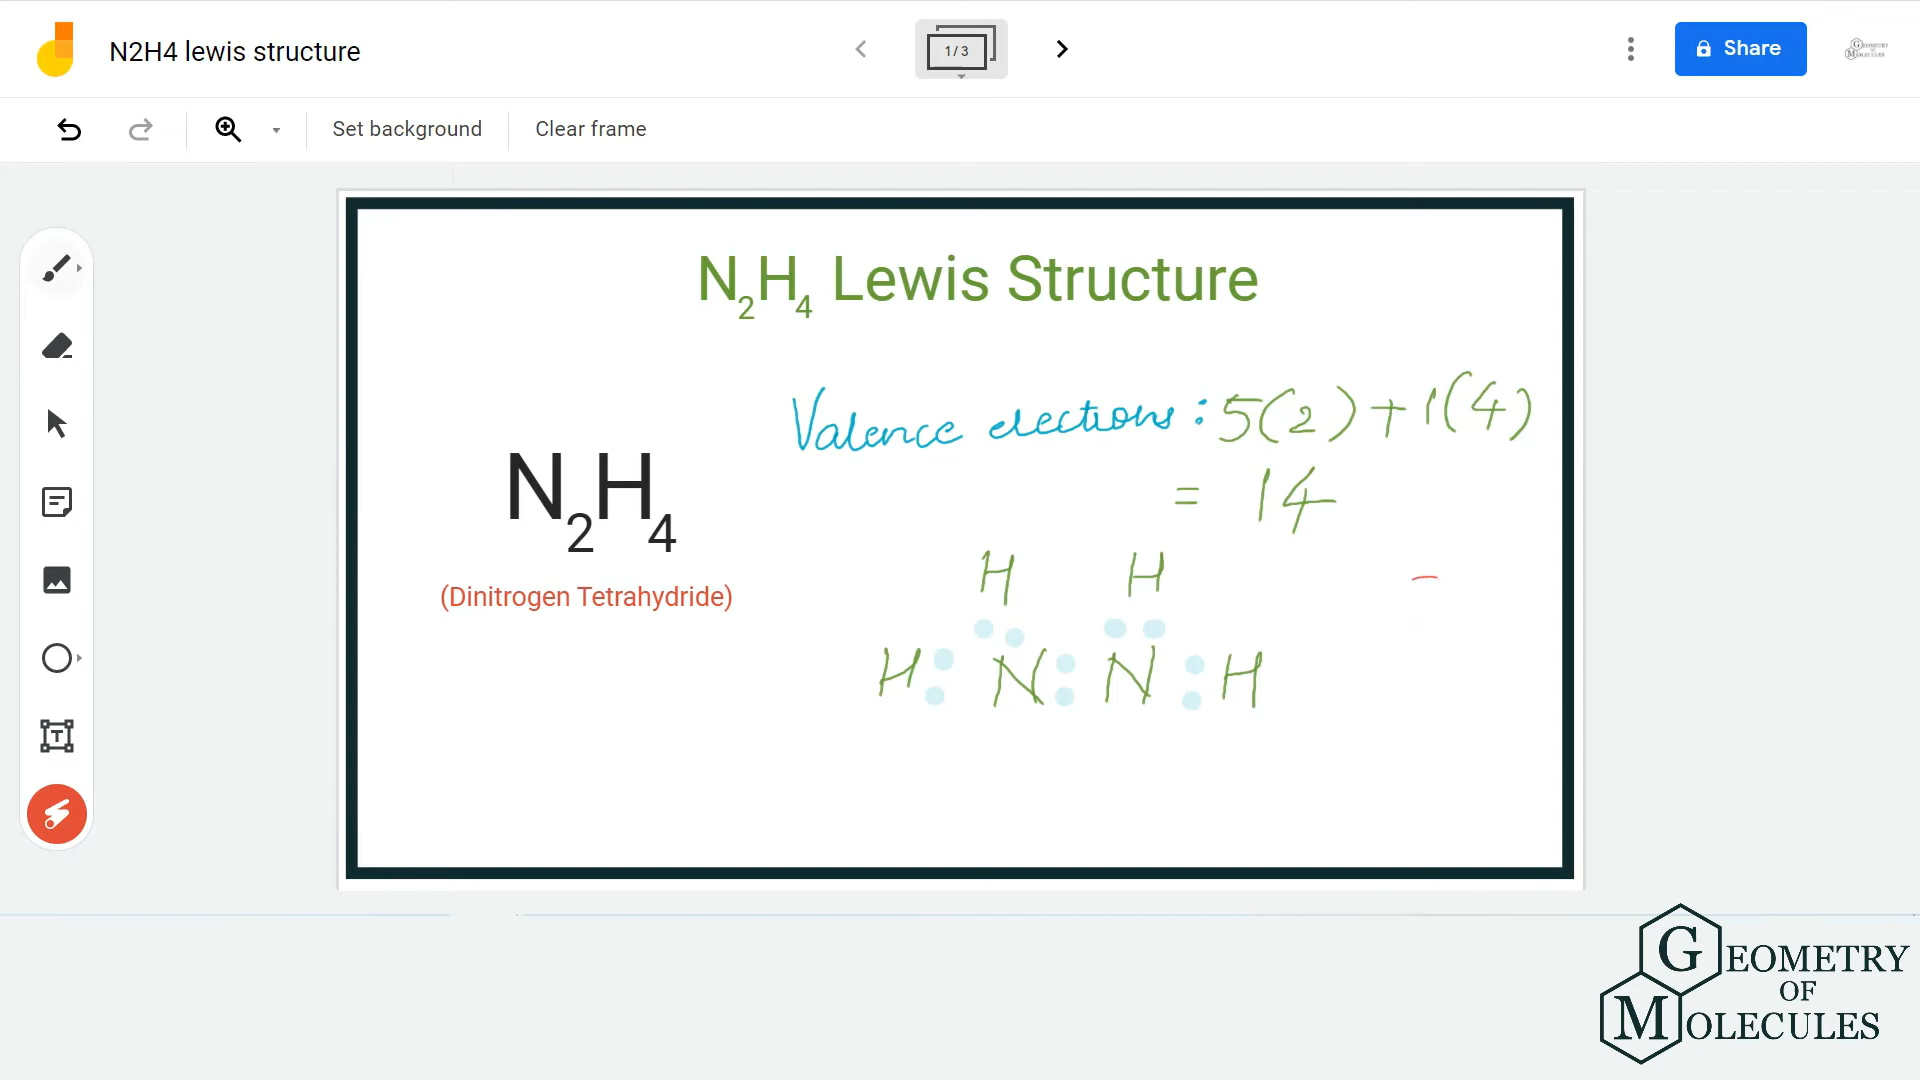 N2H4 lewis structure
1 / 3
Share
Set background
Clear frame
N2H4 Lewis Structure
Valence electrons : 5(2) + 1(4)
= 14
N2H4
(Dinitrogen Tetrahydride)
H H
H N N H
GEOMETRY
OF
MOLECULES